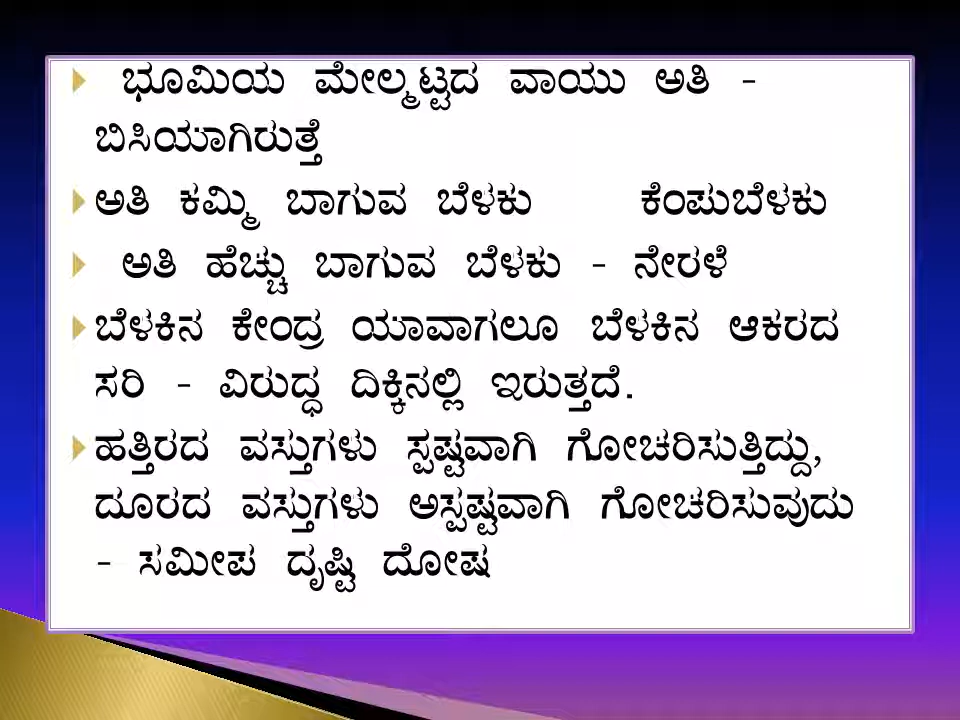 ಭೂಮಿಯ ಮೇಲ್ಮಟ್ಟದ ವಾಯು ಅತಿ -
ಬಿಸಿಯಾಗಿರುತ್ತೆ
ಅತಿ ಕಮ್ಮಿ ಬಾಗುವ ಬೆಳಕು ಕೆಂಪುಬೆಳಕು
ಅತಿ ಹೆಚ್ಚು ಬಾಗುವ ಬೆಳಕು - ನೇರಳೆ
ಬೆಳಕಿನ ಕೇಂದ್ರ ಯಾವಾಗಲೂ ಬೆಳಕಿನ ಆಕರದ
ಸರಿ - ವಿರುದ್ಧ ದಿಕ್ಕಿನಲ್ಲಿ ಇರುತ್ತದೆ.
ಹತ್ತಿರದ ವಸ್ತುಗಳು ಸ್ಪಷ್ಟವಾಗಿ ಗೋಚರಿಸುತ್ತಿದ್ದು,
ದೂರದ ವಸ್ತುಗಳು ಅಸ್ಪಷ್ಟವಾಗಿ ಗೋಚರಿಸುವುದು
- ಸಮೀಪ ದೃಷ್ಟಿ ದೋಷ